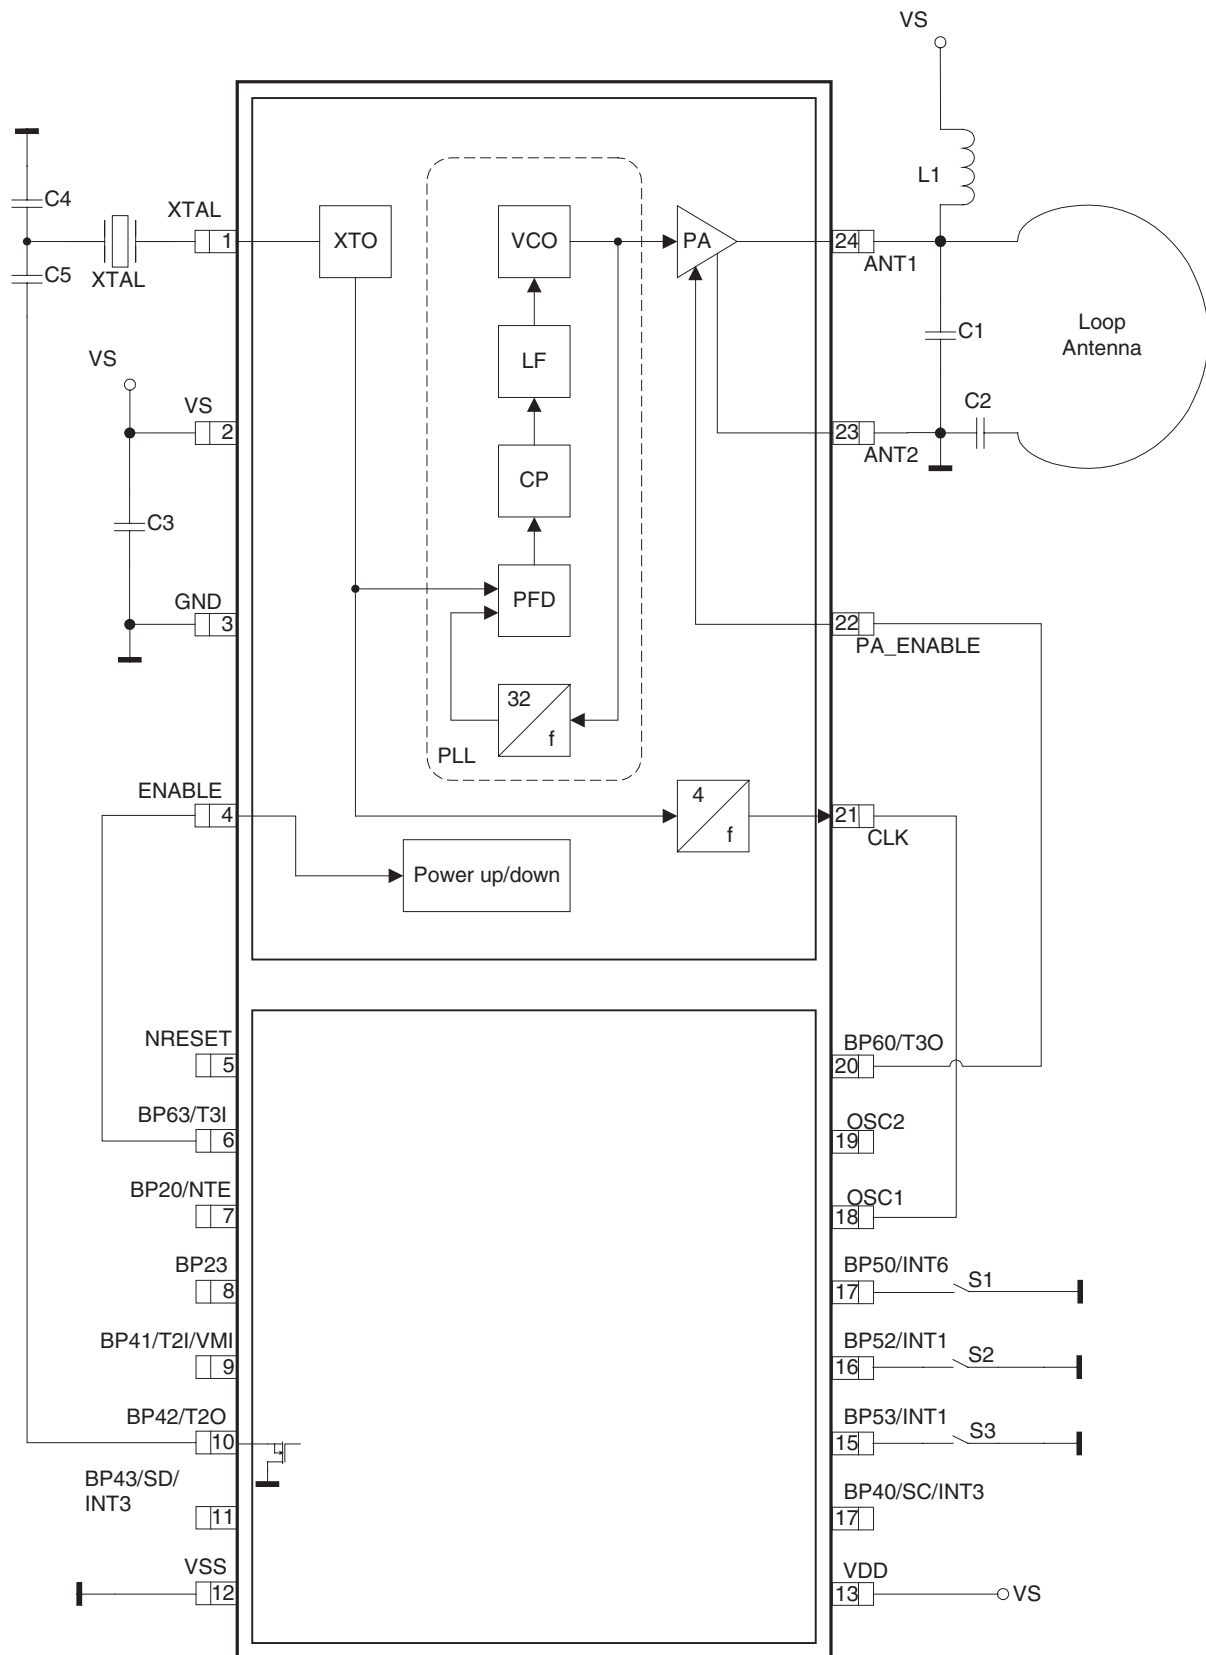 VS
L1
C4
XTAL
1
XTO
VCO
PA
24
ANT1
C5
XTAL
C1
Loop
Antenna
LF
VS
VS
2
C2
23
ANT2
CP
C3
GND
3
PFD
22
PA_ENABLE
32
f
PLL
ENABLE
4
4
f
21
CLK
Power up/down
NRESET
5
BP60/T3O
20
BP63/T3I
6
OSC2
19
BP20/NTE
7
OSC1
18
BP23
8
BP50/INT6
17
S1
BP41/T2I/VMI
9
BP52/INT1
16
S2
BP42/T2O
10
BP53/INT1
15
S3
BP43/SD/
INT3
11
BP40/SC/INT3
17
VSS
12
VDD
13
VS